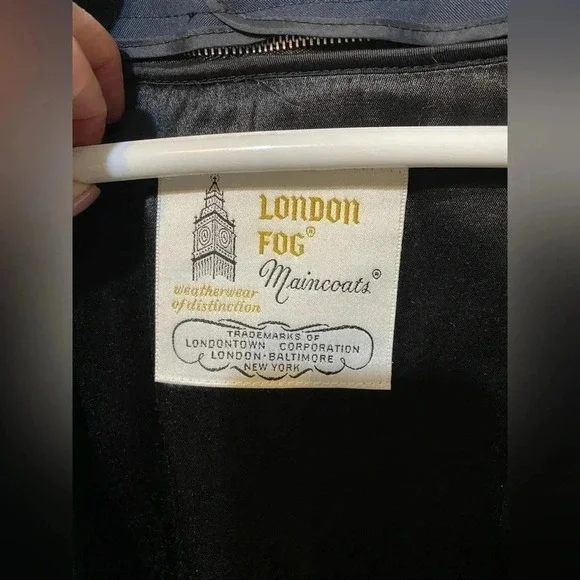 LONDON
FOG®
Maincoats®
weatherwear
of distinction
TRADEMARKS OF
LONDONTOWN CORPORATION
LONDON·BALTIMORE
NEW YORK